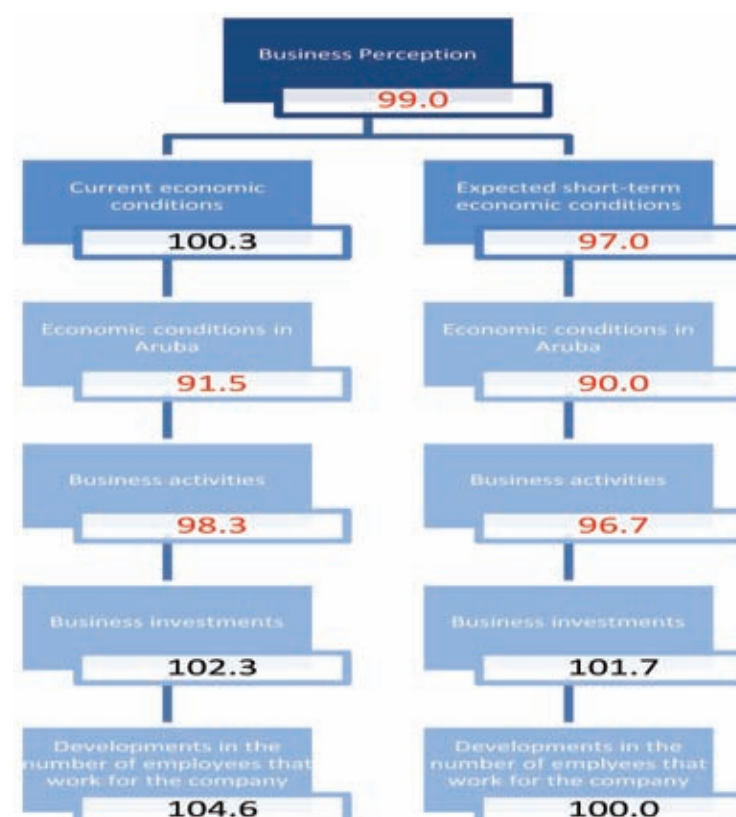 Business Perception
99.0
Current economic
conditions
100.3
Economic conditions in
Aruba
91.5
Business activities
98.3
Business investments
102.3
Developments in the
number of employees that
work for the company
104.6
Expected short-term
economic conditions
97.0
Economic conditions in
Aruba
90.0
Business activities
96.7
Business investments
101.7
Developments in the
number of emplyees that
work for the company
100.0